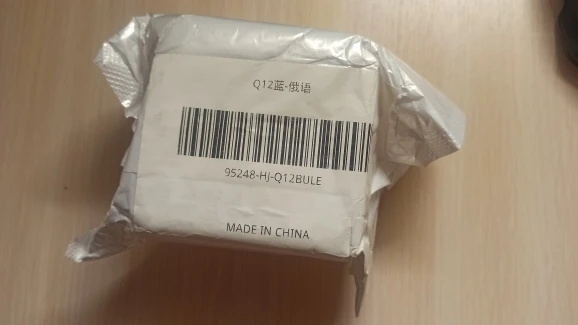 Q12蓝-俄语
95248-HJ-Q12BULE
MADE IN CHINA